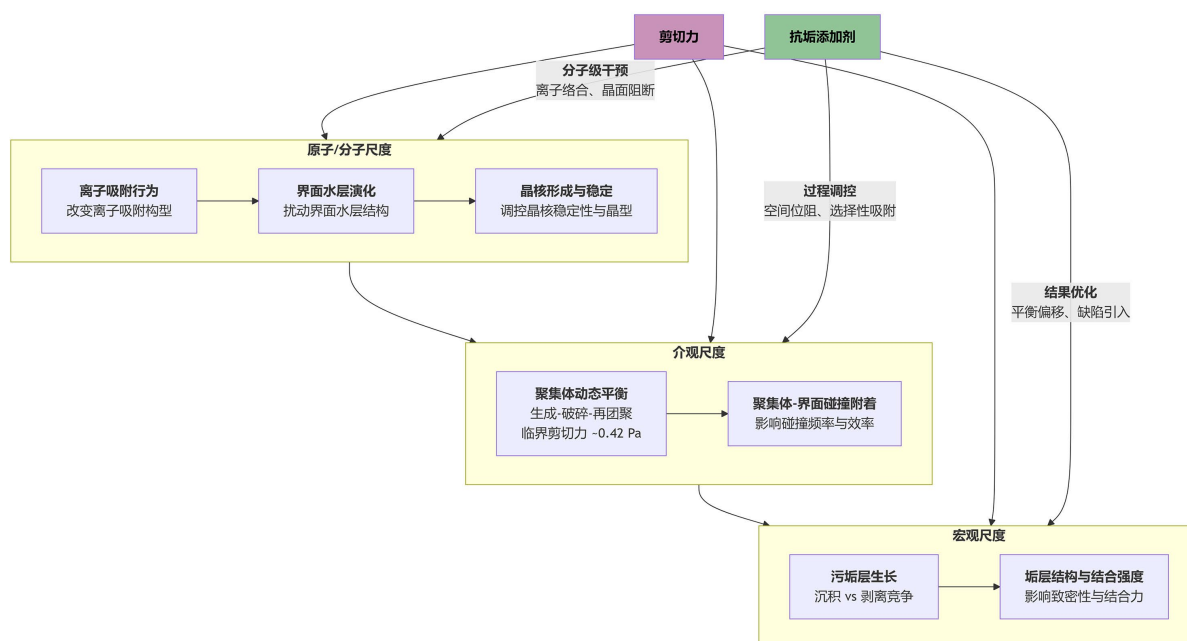 剪切力
抗垢添加剂
分子级干预
离子络合、晶面阻断
原子/分子尺度
离子吸附行为
改变离子吸附构型
界面水层演化
扰动界面水层结构
晶核形成与稳定
调控晶核稳定性与晶型
过程调控
空间位阻、选择性吸附
结果优化
平衡偏移、缺陷引入
介观尺度
聚集体动态平衡
生成-破碎-再团聚
临界剪切力 ~0.42 Pa
聚集体-界面碰撞附着
影响碰撞频率与效率
宏观尺度
污垢层生长
沉积 vs 剥离竞争
垢层结构与结合强度
影响致密性与结合力